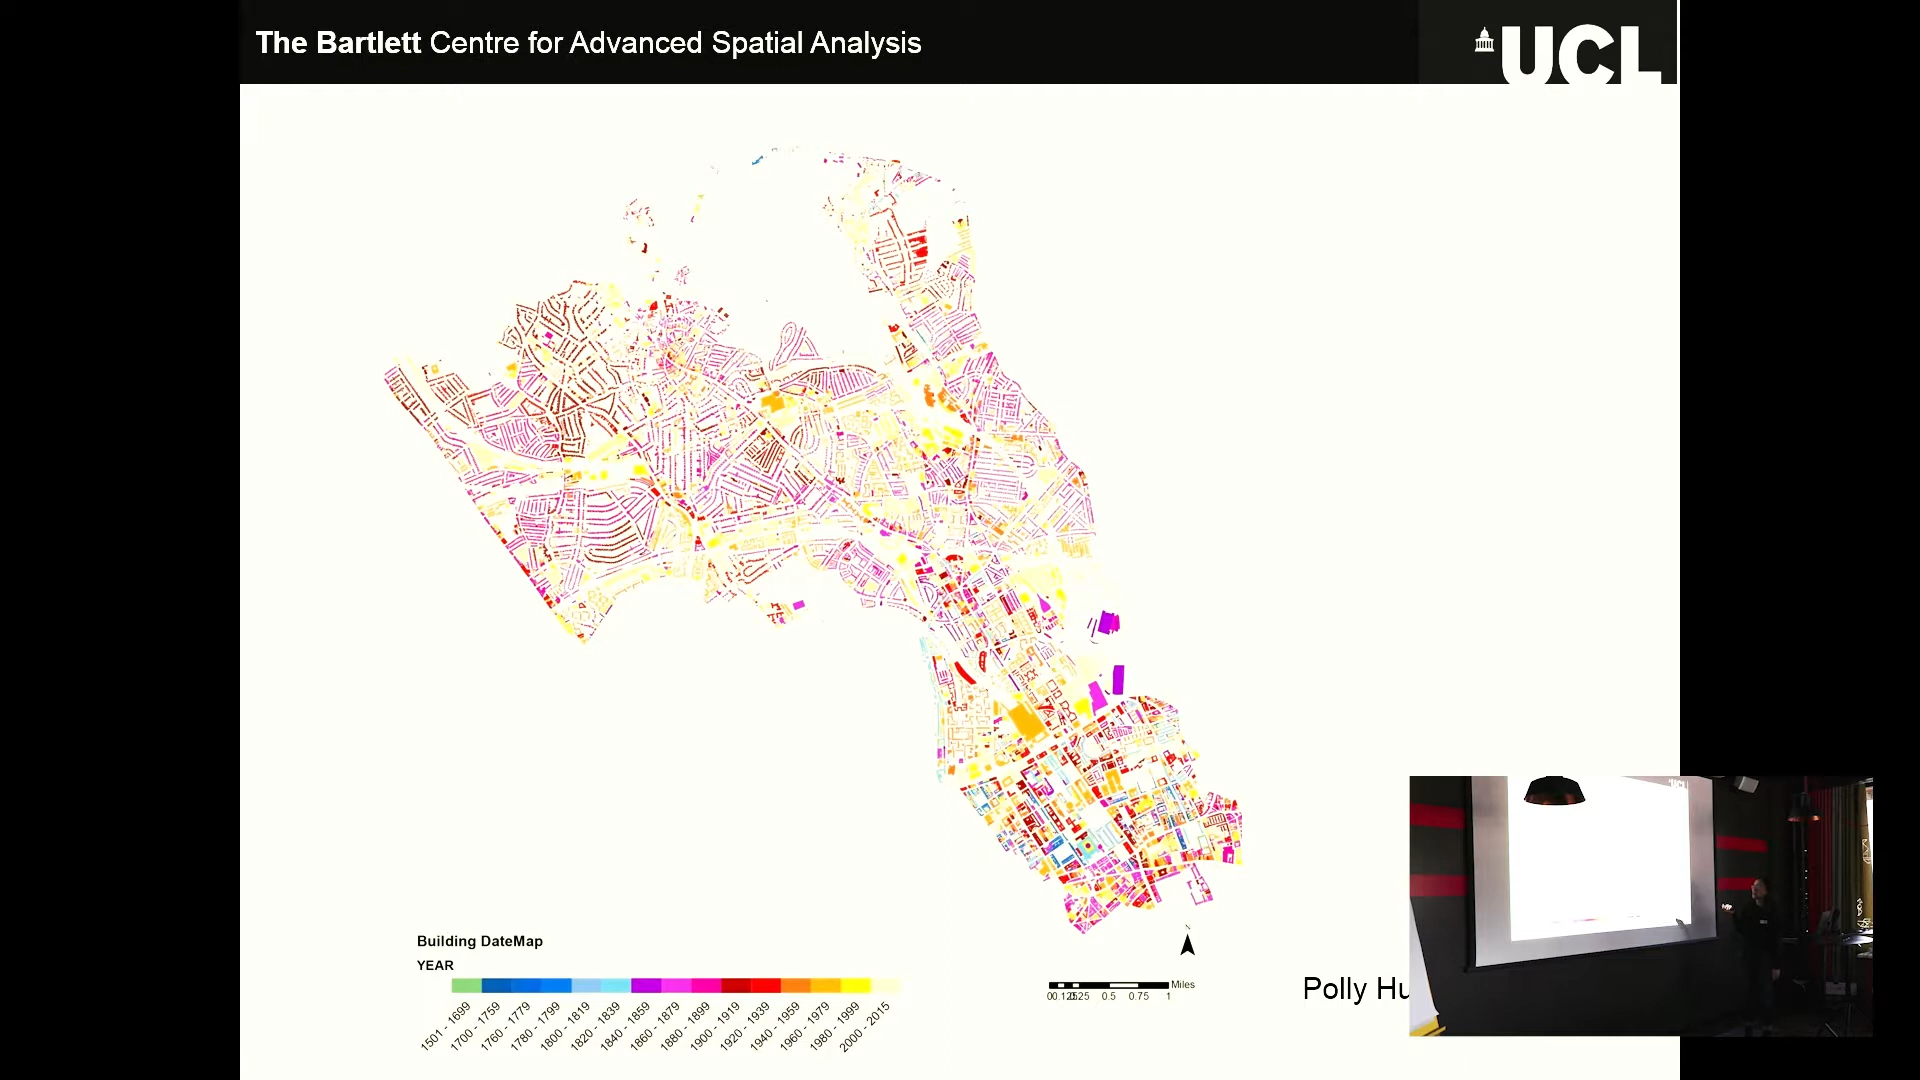 The Bartlett Centre for Advanced Spatial Analysis
UCL
N
Building DateMap
YEAR
1501 - 1699
1700 - 1759
1760 - 1779
1780 - 1799
1800 - 1819
1820 - 1839
1840 - 1859
1860 - 1879
1880 - 1899
1900 - 1919
1920 - 1939
1940 - 1959
1960 - 1979
1980 - 1999
2000 - 2015
Miles
0 0.5 0.75 1
Polly Hu